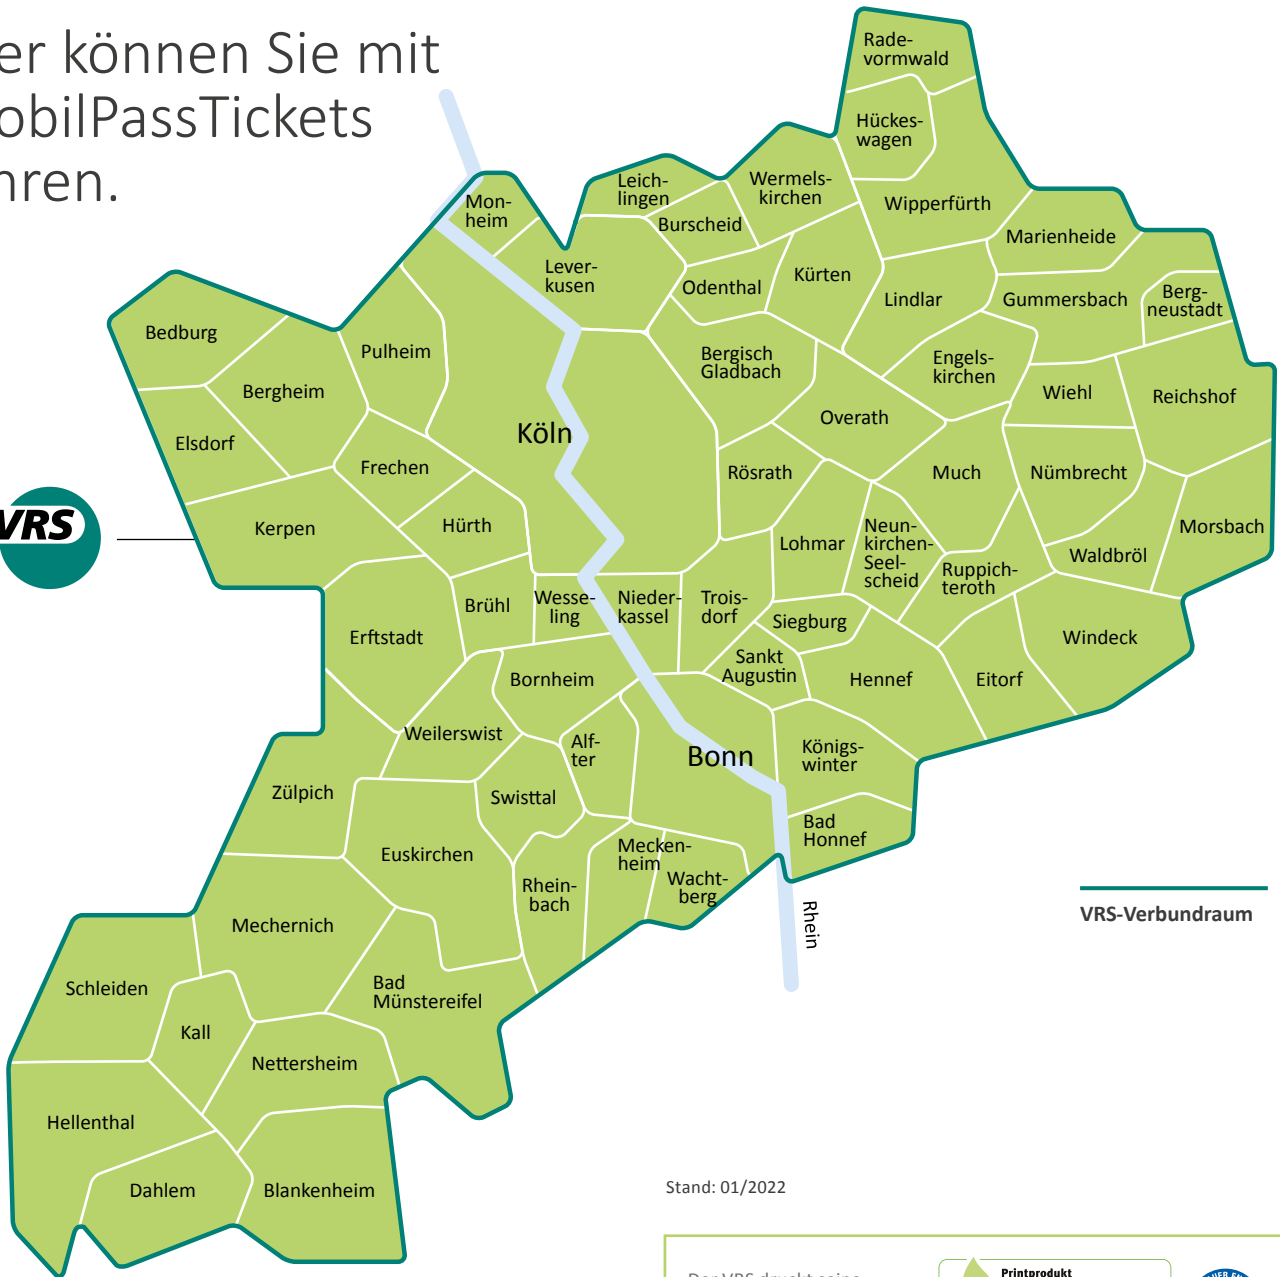 er können Sie mit
obilPassTickets
hren.
Rade-
vormwald
Hückes-
wagen
Wermels-
kirchen
Leich-
lingen
Mon-
heim
Burscheid
Wipperfürth
Marienheide
Lever-
kusen
Odenthal
Kürten
Lindlar
Gummersbach
Berg-
neustadt
Bedburg
Pulheim
Bergheim
Bergisch
Gladbach
Engels-
kirchen
Wiehl
Reichshof
Overath
Köln
Elsdorf
Frechen
Rösrath
Much
Nümbrecht
VRS
Kerpen
Hürth
Lohmar
Neun-
kirchen-
Seel-
scheid
Morsbach
Waldbröl
Ruppich-
teroth
Brühl
Wesse-
ling
Nieder-
kassel
Trois-
dorf
Siegburg
Erftstadt
Windeck
Sankt
Augustin
Bornheim
Hennef
Eitorf
Weilerswist
Alf-
ter
Bonn
Königs-
winter
Zülpich
Swisttal
Bad
Honnef
Euskirchen
Mecken-
heim
Wacht-
berg
Rhein-
bach
Rhein
VRS-Verbundraum
Mechernich
Schleiden
Bad
Münstereifel
Kall
Nettersheim
Hellenthal
Dahlem
Blankenheim
Stand: 01/2022
Der VRS druckt seine
Printprodukt